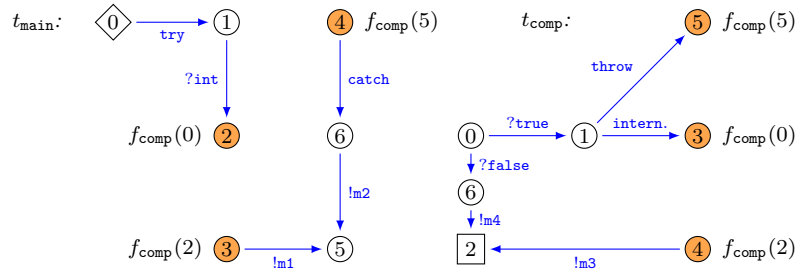 t_main: 0 1 4 f_comp(5) t_comp: 5 f_comp(5)
try
?int catch throw
f_comp(0) 2 6 0 ?true 1 intern. 3 f_comp(0)
?false
!m2 6
!m4
f_comp(2) 3 !m1 5 2 !m3 4 f_comp(2)